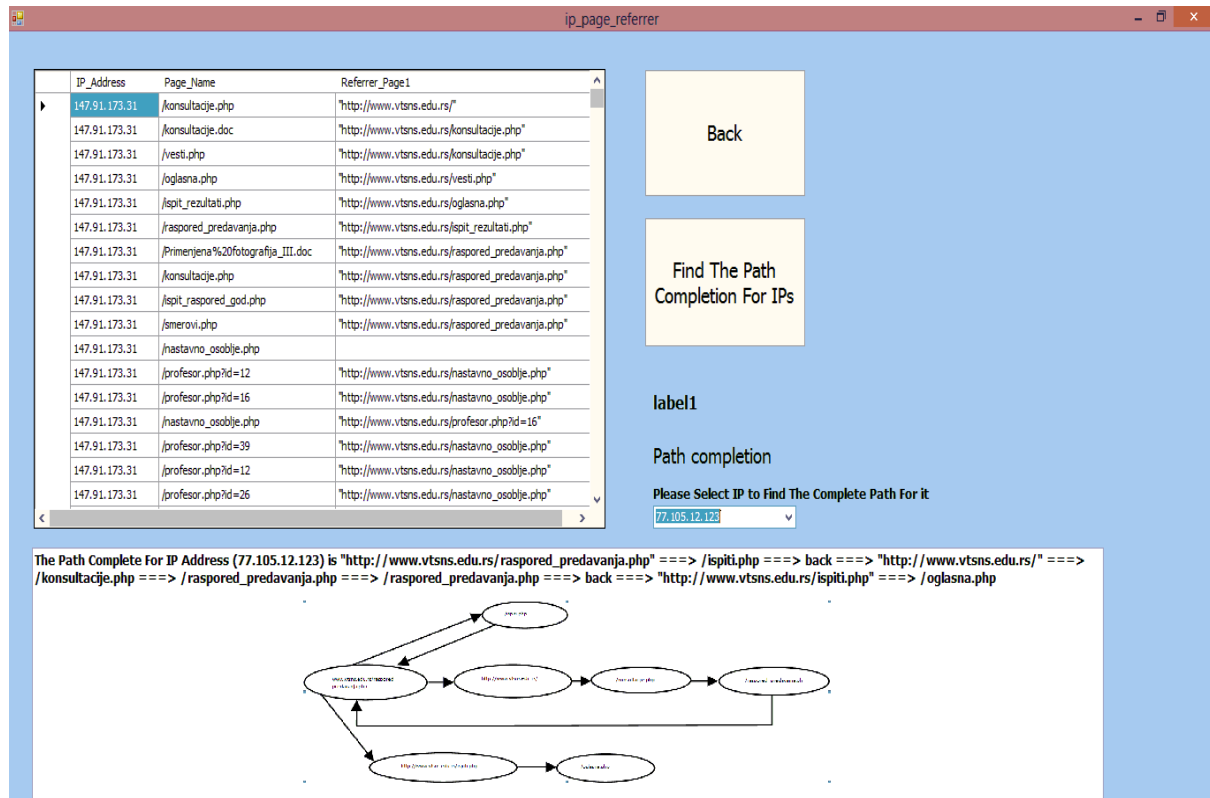 ip_page_referrer
IP_Address Page_Name Referrer_Page1
147.91.173.31 /konsultacije.php "http://www.vtsns.edu.rs/"
147.91.173.31 /konsultacije.doc "http://www.vtsns.edu.rs/konsultacije.php"
147.91.173.31 /vesti.php "http://www.vtsns.edu.rs/konsultacije.php"
147.91.173.31 /oglasna.php "http://www.vtsns.edu.rs/vesti.php"
147.91.173.31 /ispit_rezultati.php "http://www.vtsns.edu.rs/oglasna.php"
147.91.173.31 /raspored_predavanja.php "http://www.vtsns.edu.rs/ispit_rezultati.php"
147.91.173.31 /Primenjena%20fotografija_III.doc "http://www.vtsns.edu.rs/raspored_predavanja.php"
147.91.173.31 /konsultacije.php "http://www.vtsns.edu.rs/raspored_predavanja.php"
147.91.173.31 /ispit_raspored_god.php "http://www.vtsns.edu.rs/raspored_predavanja.php"
147.91.173.31 /smerovi.php "http://www.vtsns.edu.rs/raspored_predavanja.php"
147.91.173.31 /nastavno_osoblje.php
147.91.173.31 /profesor.php?id=12 "http://www.vtsns.edu.rs/nastavno_osoblje.php"
147.91.173.31 /profesor.php?id=16 "http://www.vtsns.edu.rs/nastavno_osoblje.php"
147.91.173.31 /nastavno_osoblje.php "http://www.vtsns.edu.rs/profesor.php?id=16"
147.91.173.31 /profesor.php?id=39 "http://www.vtsns.edu.rs/nastavno_osoblje.php"
147.91.173.31 /profesor.php?id=12 "http://www.vtsns.edu.rs/nastavno_osoblje.php"
147.91.173.31 /profesor.php?id=26 "http://www.vtsns.edu.rs/nastavno_osoblje.php"
Back
Find The Path
Completion For IPs
label1
Path completion
Please Select IP to Find The Complete Path For it
77.105.12.123
The Path Complete For IP Address (77.105.12.123) is "http://www.vtsns.edu.rs/raspored_predavanja.php" ===> /ispiti.php ===> back ===> "http://www.vtsns.edu.rs/" ===>
/konsultacije.php ===> /raspored_predavanja.php ===> /raspored_predavanja.php ===> back ===> "http://www.vtsns.edu.rs/ispiti.php" ===> /oglasna.php